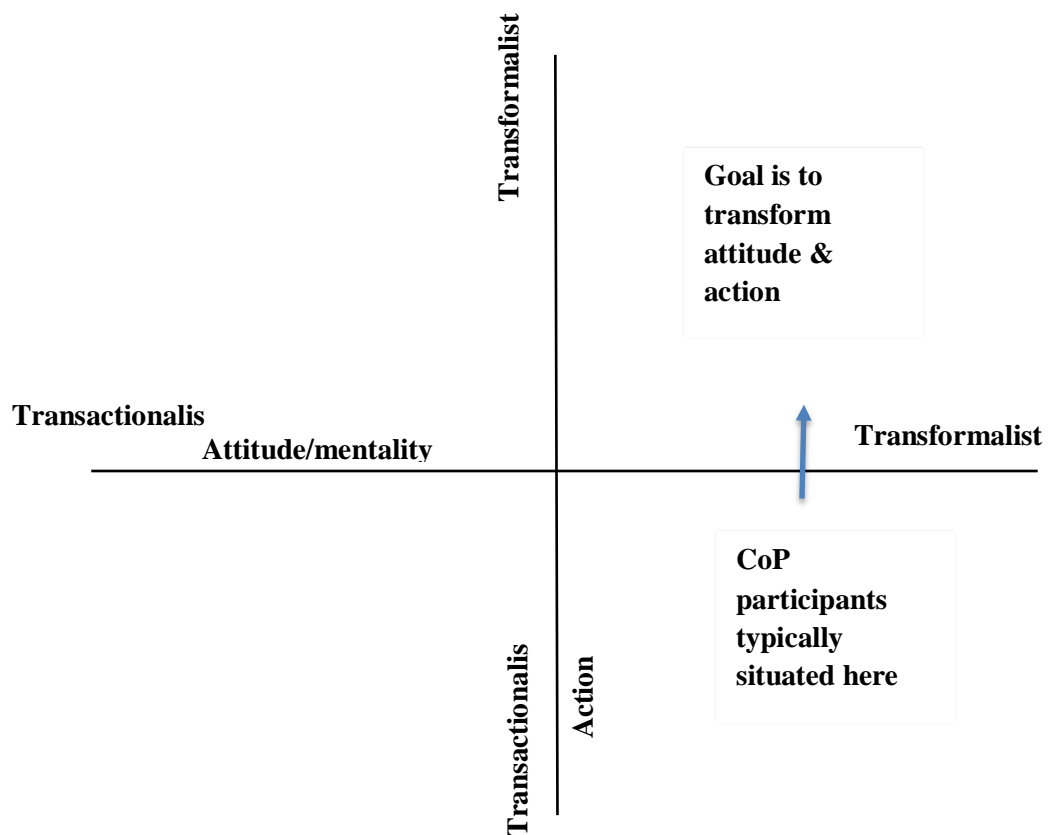 Transformalist
Goal is to
transform
attitude &
action
Transactionalis
Attitude/mentality
Transformalist
CoP
participants
typically
situated here
Transactionalis
Action